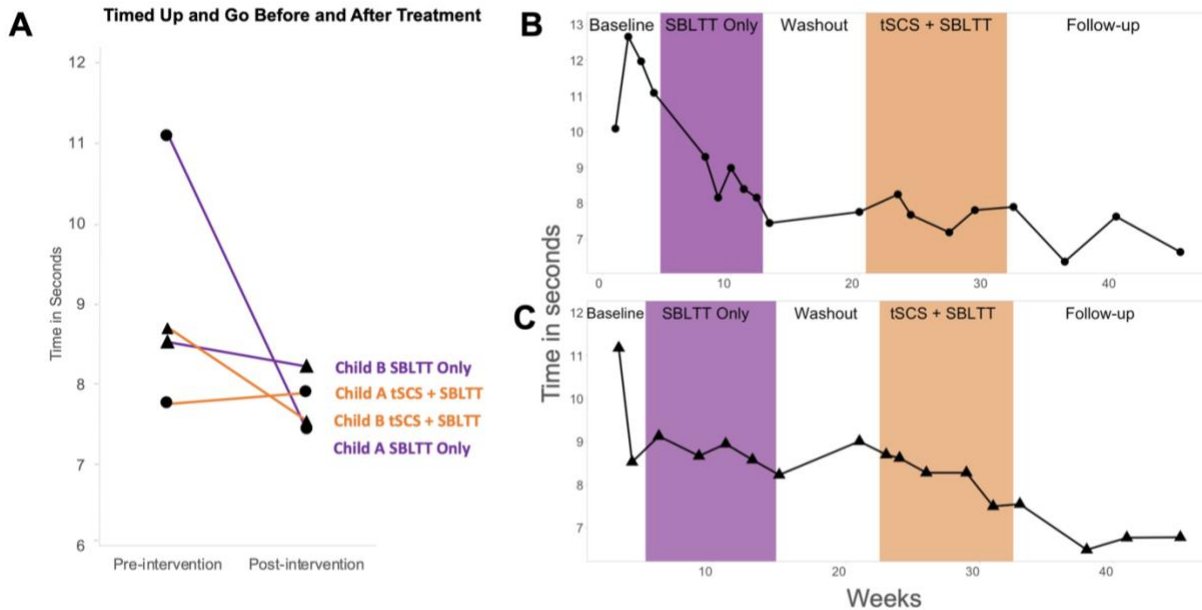 Timed Up and Go Before and After Treatment
A
12
11
10
9
8
7
6
Time in Seconds
Pre-intervention Post-intervention
Child B SBLTT Only
Child A tSCS + SBLTT
Child B tSCS + SBLTT
Child A SBLTT Only
B
Baseline SBLTT Only Washout tSCS + SBLTT Follow-up
13
12
11
10
9
8
7
0 10 20 30 40
Time in seconds
C
Baseline SBLTT Only Washout tSCS + SBLTT Follow-up
12
11
10
9
8
7
10 20 30 40
Weeks